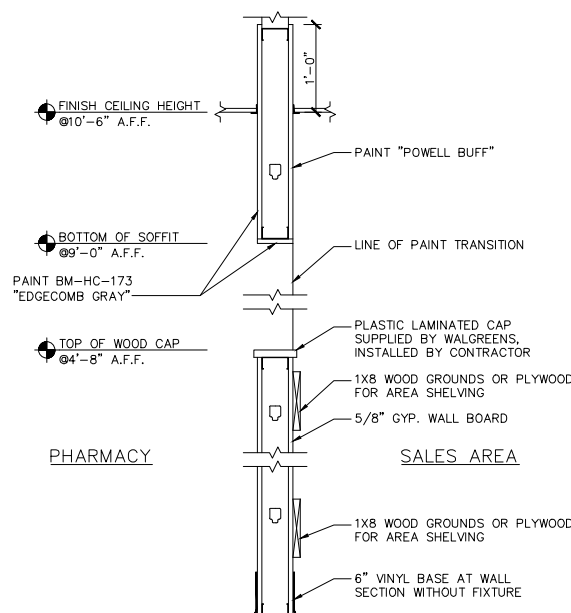 1'-0"
FINISH CEILING HEIGHT
@10'-6" A.F.F.
PAINT "POWELL BUFF"
BOTTOM OF SOFFIT
@9'-0" A.F.F.
LINE OF PAINT TRANSITION
PAINT BM-HC-173
"EDGECOMB GRAY"
TOP OF WOOD CAP
@4'-8" A.F.F.
PLASTIC LAMINATED CAP
SUPPLIED BY WALGREENS,
INSTALLED BY CONTRACTOR
1X8 WOOD GROUNDS OR PLYWOOD
FOR AREA SHELVING
5/8" GYP. WALL BOARD
PHARMACY
SALES AREA
1X8 WOOD GROUNDS OR PLYWOOD
FOR AREA SHELVING
6" VINYL BASE AT WALL
SECTION WITHOUT FIXTURE